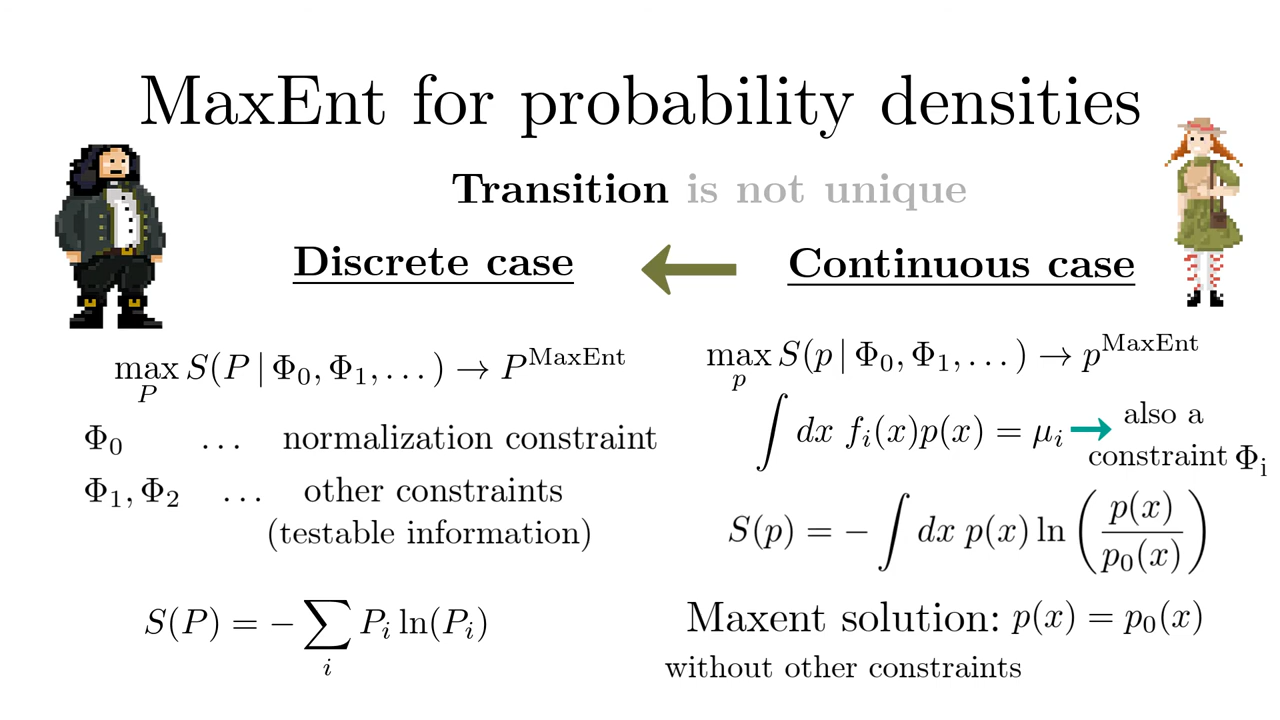 MaxEnt for probability densities
Transition is not unique
Discrete case
Continuous case
max_P S(P | Φ₀, Φ₁, . . . ) → P^MaxEnt
Φ₀ . . . normalization constraint
Φ₁, Φ₂ . . . other constraints
(testable information)
S(P) = − ∑_i P_i ln(P_i)
max_p S(p | Φ₀, Φ₁, . . . ) → p^MaxEnt
∫ dx f_i(x)p(x) = μ_i
also a
constraint Φ_i
S(p) = − ∫ dx p(x) ln ( p(x) / p₀(x) )
Maxent solution: p(x) = p₀(x)
without other constraints